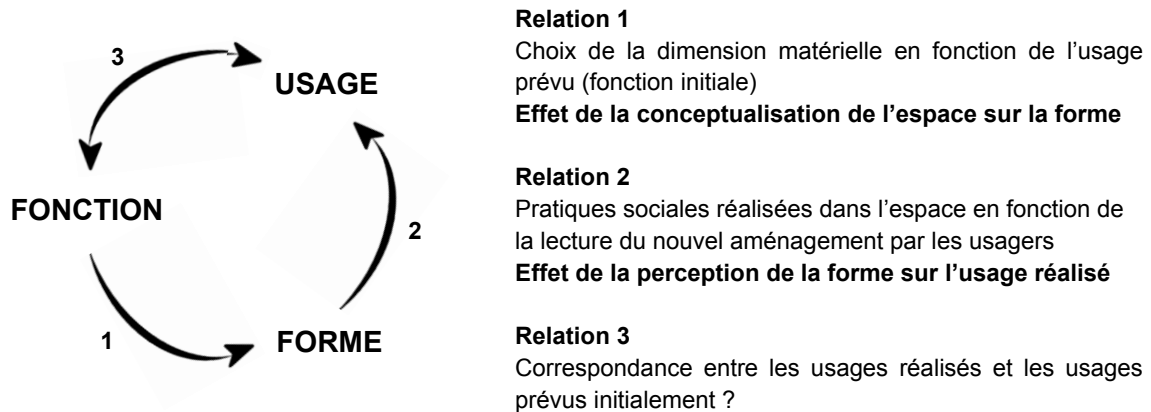 3
USAGE
FONCTION
2
1
FORME
Relation 1
Choix de la dimension matérielle en fonction de l’usage
prévu (fonction initiale)
Effet de la conceptualisation de l’espace sur la forme
Relation 2
Pratiques sociales réalisées dans l’espace en fonction de
la lecture du nouvel aménagement par les usagers
Effet de la perception de la forme sur l’usage réalisé
Relation 3
Correspondance entre les usages réalisés et les usages
prévus initialement ?